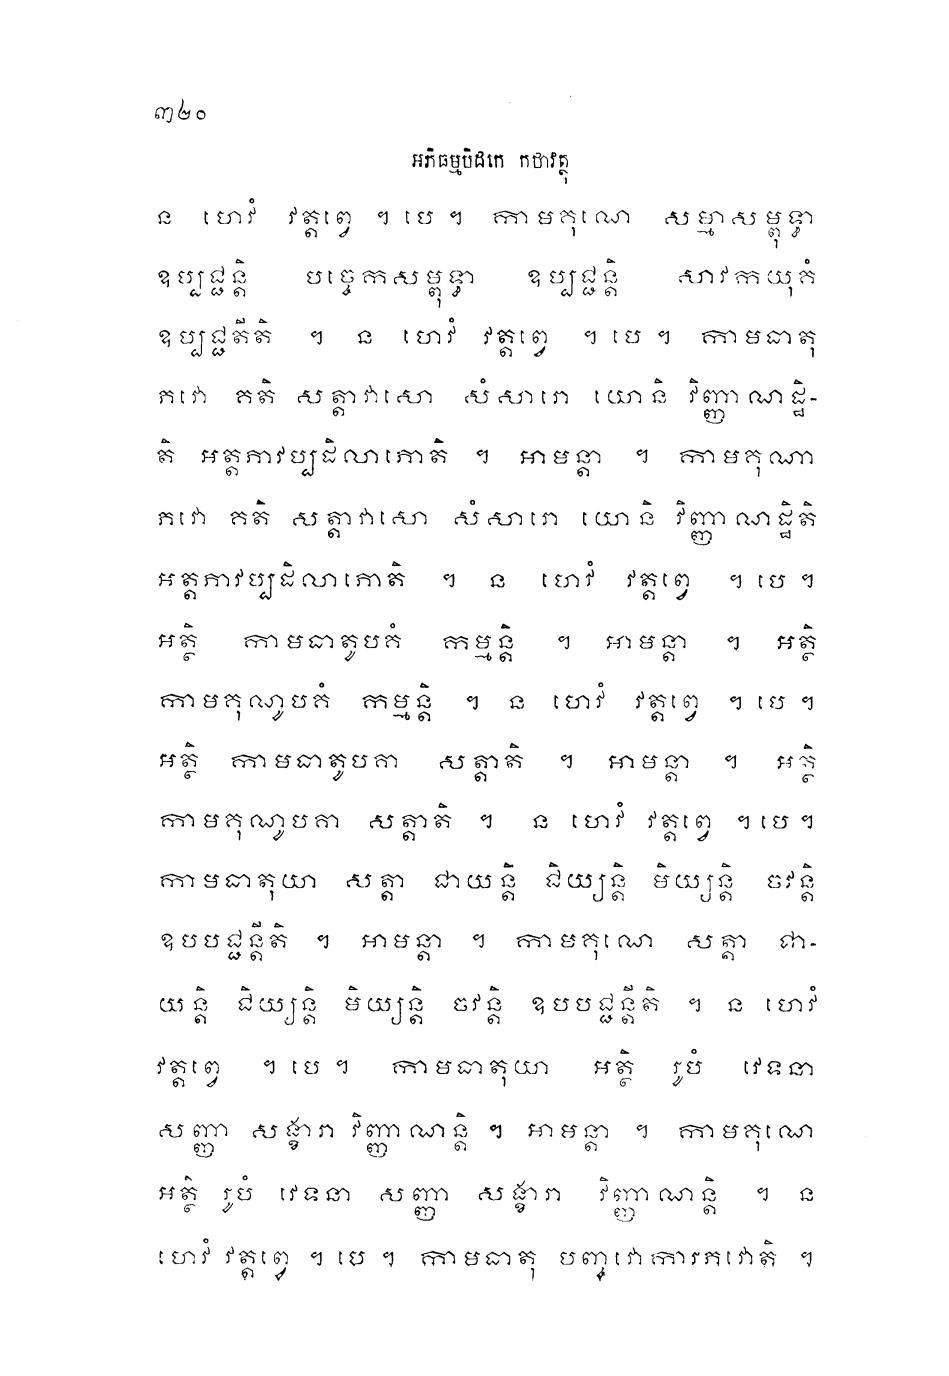 ៣២០
អភិធម្មបិដកេ កថាវត្ថុ
ន ហេវំ វត្តព្វេ ។ បេ ។ កាមគុណេ សម្មាសម្ពុទ្ធា
ឧប្បជ្ជន្តិ បច្ចេកសម្ពុទ្ធា ឧប្បជ្ជន្តិ សាវកយុគំ
ឧប្បជ្ជតីតិ ។ ន ហេវំ វត្តព្វេ ។ បេ ។ កាមធាតុ
ភវោ គតិ សត្តាវាសោ សំសារោ យោនិ វិញ្ញាណដ្ឋិ-
តិ អត្តភាវប្បដិលាភោតិ ។ អាមន្តា ។ កាមគុណា
ភវោ គតិ សត្តាវាសោ សំសារោ យោនិ វិញ្ញាណដ្ឋិតិ
អត្តភាវប្បដិលាភោតិ ។ ន ហេវំ វត្តព្វេ ។ បេ ។
អត្ថិ កាមធាតូបគំ កម្មន្តិ ។ អាមន្តា ។ អត្ថិ
កាមគុណូបគំ កម្មន្តិ ។ ន ហេវំ វត្តព្វេ ។ បេ ។
អត្ថិ កាមធាតូបគា សត្តាតិ ។ អាមន្តា ។ អត្ថិ
កាមគុណូបគា សត្តាតិ ។ ន ហេវំ វត្តព្វេ ។ បេ ។
កាមធាតុយា សត្តា ជាយន្តិ ជិយ្យន្តិ មិយ្យន្តិ ចវន្តិ
ឧបបជ្ជន្តីតិ ។ អាមន្តា ។ កាមគុណេ សត្តា ជា-
យន្តិ ជិយ្យន្តិ មិយ្យន្តិ ចវន្តិ ឧបបជ្ជន្តីតិ ។ ន ហេវំ
វត្តព្វេ ។ បេ ។ កាមធាតុយា អត្ថិ រូបំ វេទនា
សញ្ញា សង្ខារា វិញ្ញាណន្តិ ។ អាមន្តា ។ កាមគុណេ
អត្ថិ រូបំ វេទនា សញ្ញា សង្ខារា វិញ្ញាណន្តិ ។ ន
ហេវំ វត្តព្វេ ។ បេ ។ កាមធាតុ បញ្ចវោការភវោតិ ។